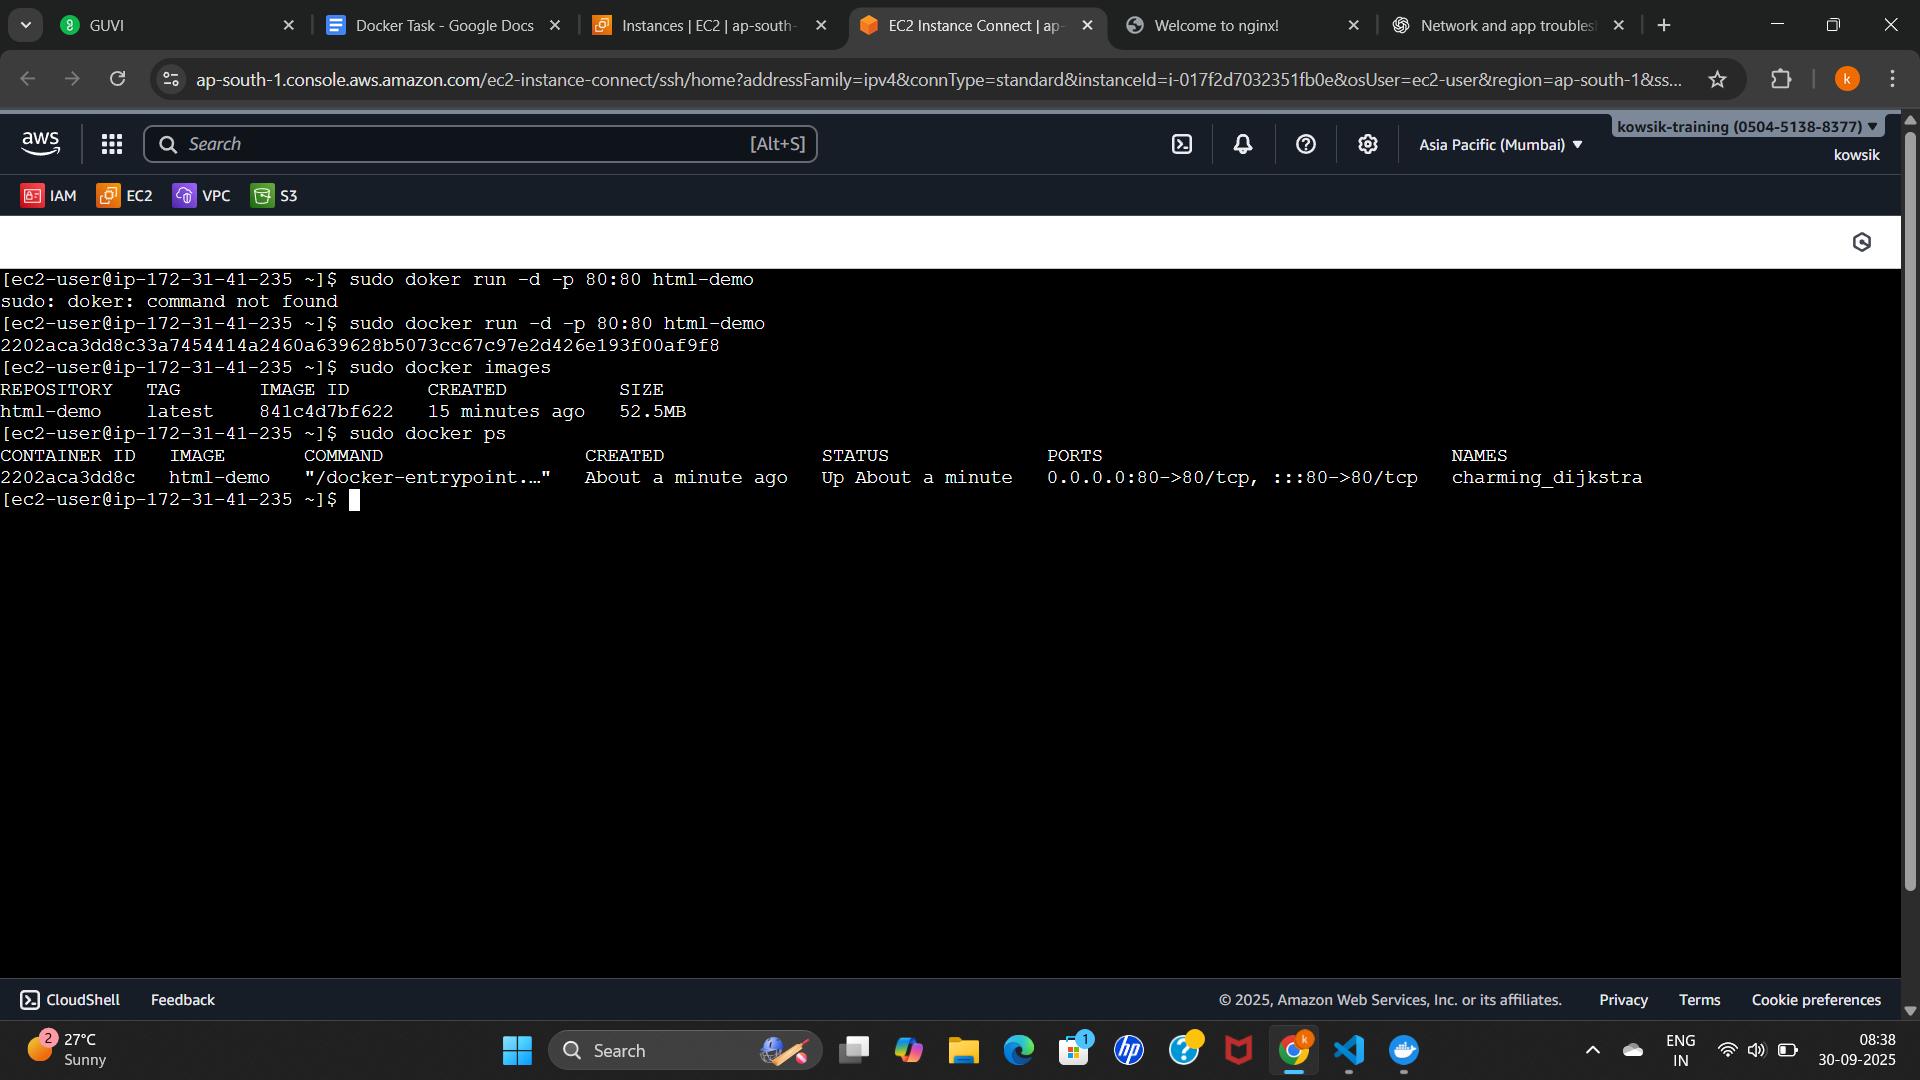 GUVI
Docker Task - Google Docs
Instances | EC2 | ap-south-
EC2 Instance Connect | ap-
Welcome to nginx!
Network and app troubles
ap-south-1.console.aws.amazon.com/ec2-instance-connect/ssh/home?addressFamily=ipv4&connType=standard&instanceId=i-017f2d7032351fb0e&osUser=ec2-user&region=ap-south-1&ss...
k
aws
Search
[Alt+S]
Asia Pacific (Mumbai)
kowsik-training (0504-5138-8377)
kowsik
IAM
EC2
VPC
S3
[ec2-user@ip-172-31-41-235 ~]$ sudo doker run -d -p 80:80 html-demo
sudo: doker: command not found
[ec2-user@ip-172-31-41-235 ~]$ sudo docker run -d -p 80:80 html-demo
2202aca3dd8c33a7454414a2460a639628b5073cc67c97e2d426e193f00af9f8
[ec2-user@ip-172-31-41-235 ~]$ sudo docker images
REPOSITORY   TAG       IMAGE ID       CREATED          SIZE
html-demo    latest    841c4d7bf622   15 minutes ago   52.5MB
[ec2-user@ip-172-31-41-235 ~]$ sudo docker ps
CONTAINER ID   IMAGE       COMMAND                  CREATED              STATUS              PORTS                               NAMES
2202aca3dd8c   html-demo   "/docker-entrypoint.…"   About a minute ago   Up About a minute   0.0.0.0:80->80/tcp, :::80->80/tcp   charming_dijkstra
[ec2-user@ip-172-31-41-235 ~]$
CloudShell
Feedback
© 2025, Amazon Web Services, Inc. or its affiliates.
Privacy
Terms
Cookie preferences
2
27°C
Sunny
Search
1
hp
k
ENG
IN
08:38
30-09-2025